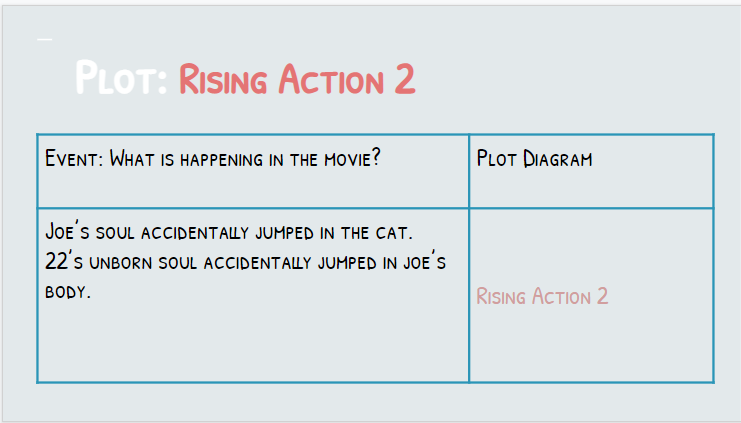 Plot: Rising Action 2
Event: What is happening in the movie?
Plot Diagram
Joe's soul accidentally jumped in the cat.
22's unborn soul accidentally jumped in joe's
body.
Rising Action 2